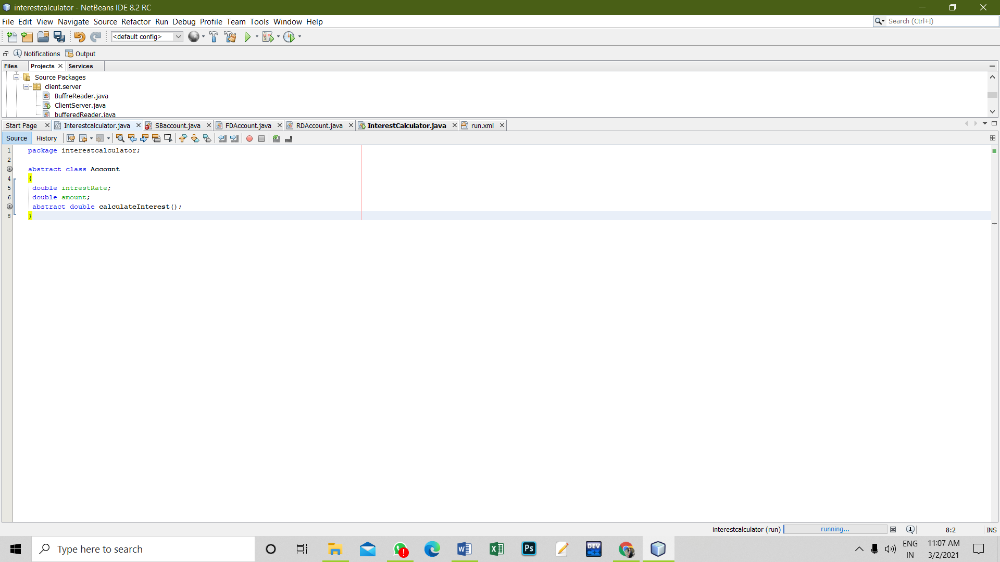 interestcalculator - NetBeans IDE 8.2 RC
File Edit View Navigate Source Refactor Run Debug Profile Team Tools Window Help
Search (Ctrl+I)
<default config>
Notifications Output
Files Projects Services
Source Packages
client.server
BuffreReader.java
ClientServer.java
bufferedReader.java
Start Page Interestcalculator.java SBaccount.java FDAccount.java RDAccount.java InterestCalculator.java run.xml
Source History
1 package interestcalculator;
2
abstract class Account
4 {
5 double intrestRate;
6 double amount;
abstract double calculateInterest();
8 }
interestcalculator (run) running... 8:2 INS
Type here to search
Ps
DEV C++
ENG
IN
11:07 AM
3/2/2021